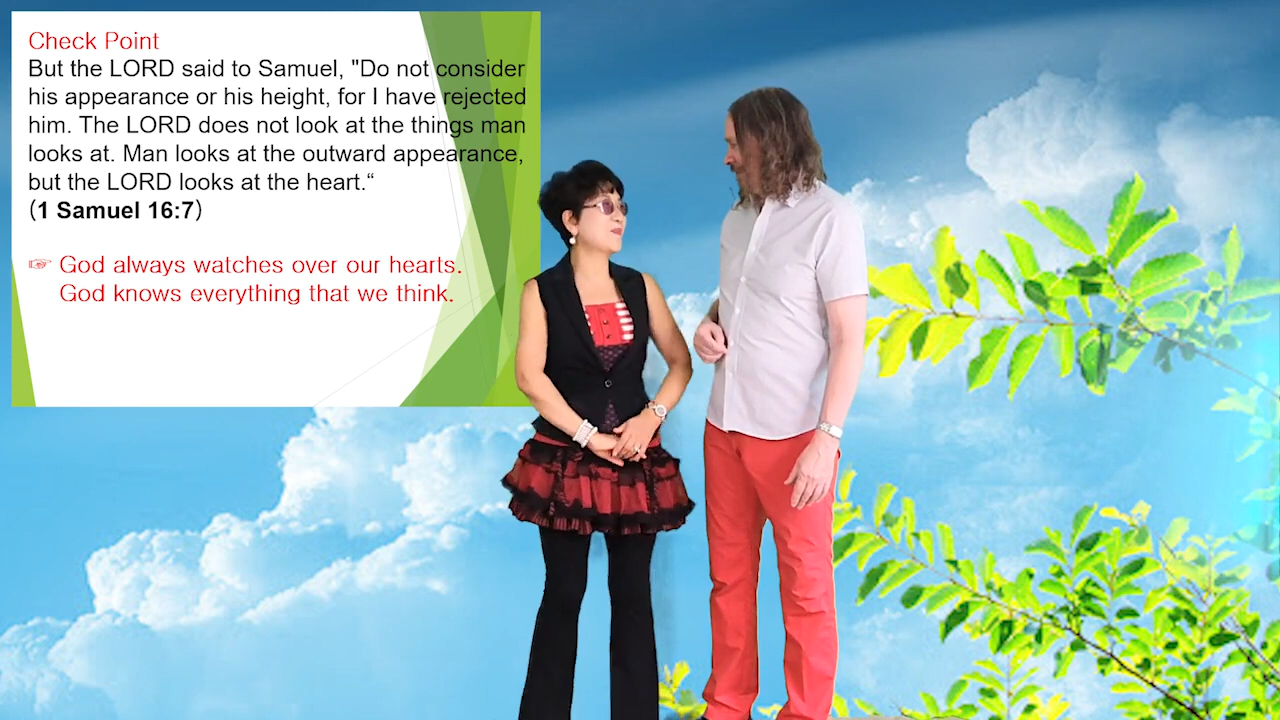 Check Point
But the LORD said to Samuel, "Do not consider
his appearance or his height, for I have rejected
him. The LORD does not look at the things man
looks at. Man looks at the outward appearance,
but the LORD looks at the heart.“
(1 Samuel 16:7)
☞ God always watches over our hearts.
God knows everything that we think.